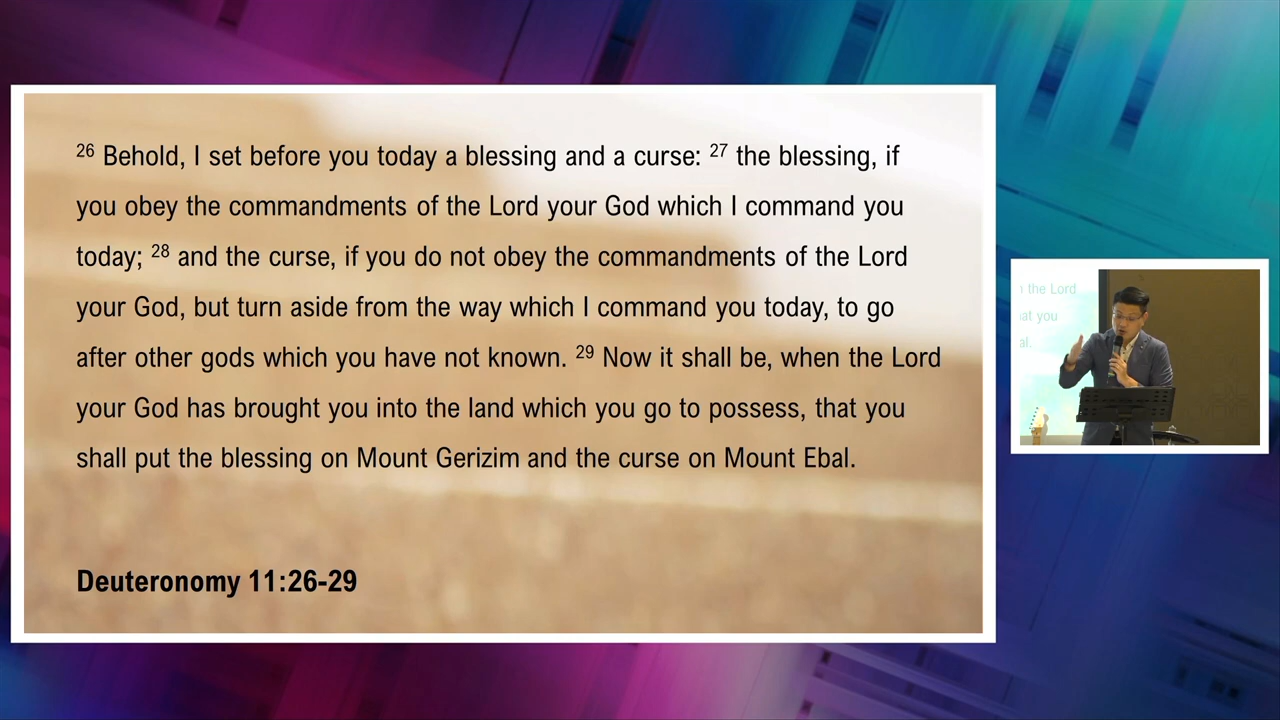 26 Behold, I set before you today a blessing and a curse: 27 the blessing, if
you obey the commandments of the Lord your God which I command you
today; 28 and the curse, if you do not obey the commandments of the Lord
your God, but turn aside from the way which I command you today, to go
after other gods which you have not known. 29 Now it shall be, when the Lord
your God has brought you into the land which you go to possess, that you
shall put the blessing on Mount Gerizim and the curse on Mount Ebal.
Deuteronomy 11:26-29
the Lord
you